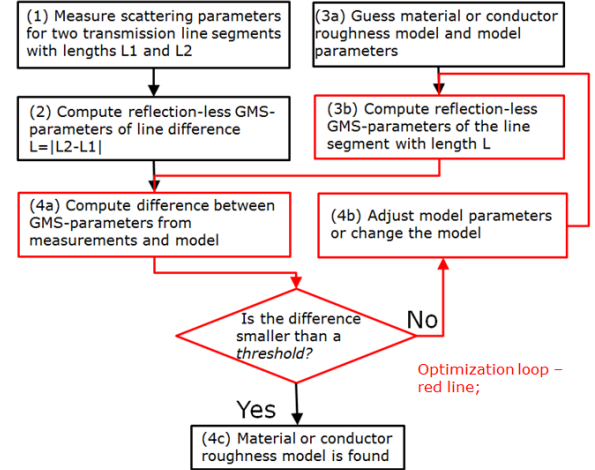 (1) Measure scattering parameters
for two transmission line segments
with lengths L1 and L2
(3a) Guess material or conductor
roughness model and model
parameters
(2) Compute reflection-less GMS-
parameters of line difference
L=|L2-L1|
(3b) Compute reflection-less
GMS-parameters of the line
segment with length L
(4a) Compute difference between
GMS-parameters from
measurements and model
(4b) Adjust model parameters
or change the model
Is the difference
smaller than a
threshold?
No
Optimization loop –
red line;
Yes
(4c) Material or conductor
roughness model is found